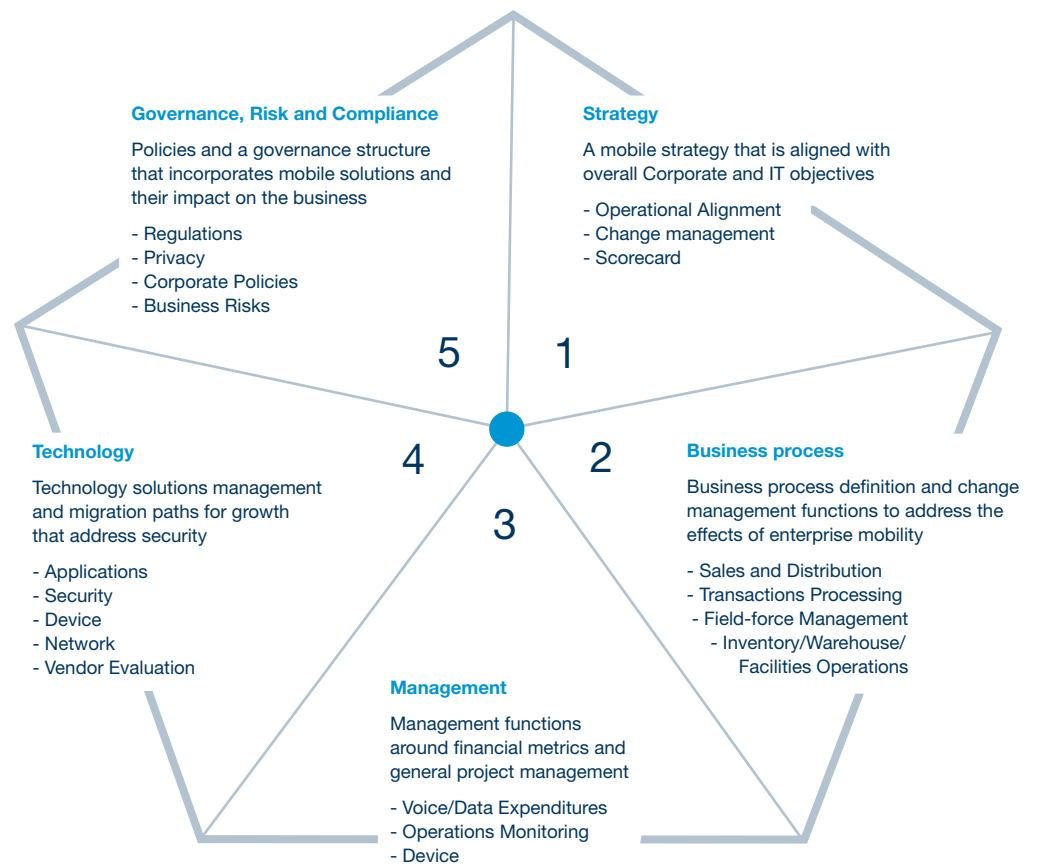 Governance, Risk and Compliance
Policies and a governance structure
that incorporates mobile solutions and
their impact on the business
- Regulations
- Privacy
- Corporate Policies
- Business Risks
Strategy
A mobile strategy that is aligned with
overall Corporate and IT objectives
- Operational Alignment
- Change management
- Scorecard
5
1
4
2
3
Technology
Technology solutions management
and migration paths for growth
that address security
- Applications
- Security
- Device
- Network
- Vendor Evaluation
Business process
Business process definition and change
management functions to address the
effects of enterprise mobility
- Sales and Distribution
- Transactions Processing
- Field-force Management
- Inventory/Warehouse/
Facilities Operations
Management
Management functions
around financial metrics and
general project management
- Voice/Data Expenditures
- Operations Monitoring
- Device